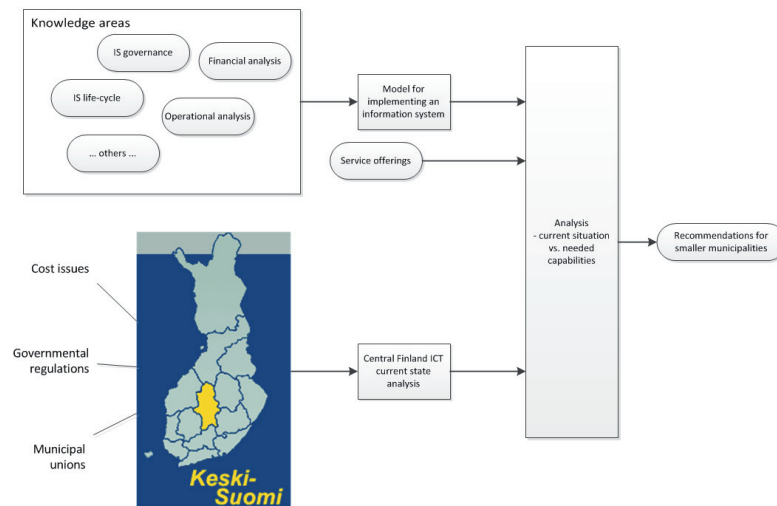 Knowledge areas
IS governance
Financial analysis
IS life-cycle
Operational analysis
... others ...
Model for
implementing an
information system
Service offerings
Analysis
- current situation
vs. needed
capabilities
Recommendations for
smaller municipalities
Cost issues
Governmental
regulations
Municipal
unions
Central Finland ICT
current state
analysis
Keski-
Suomi